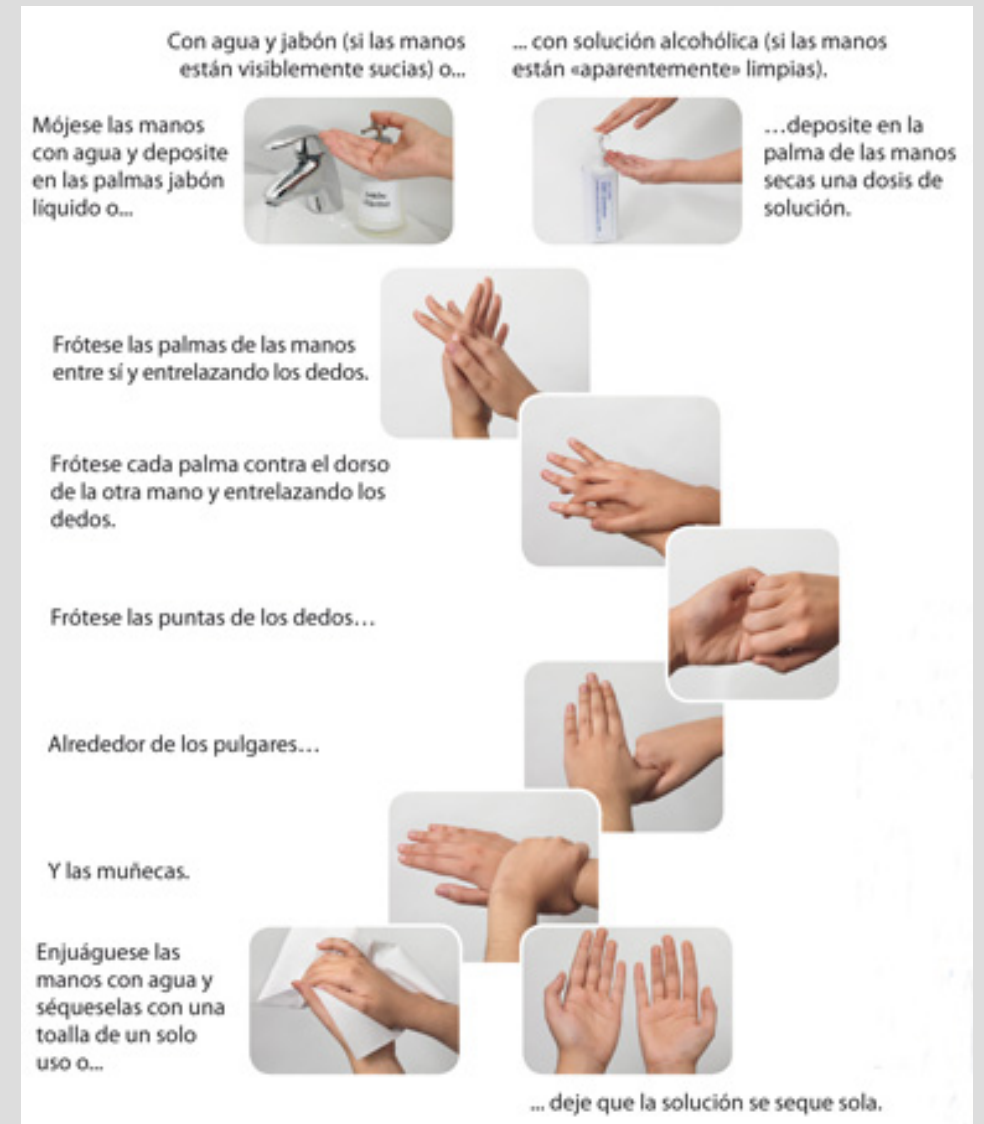 Con agua y jabón (si las manos
están visiblemente sucias) o...
... con solución alcohólica (si las manos
están «aparentemente» limpias).
Mójese las manos
con agua y deposite
en las palmas jabón
líquido o...
…deposite en la
palma de las manos
secas una dosis de
solución.
Frótese las palmas de las manos
entre sí y entrelazando los dedos.
Frótese cada palma contra el dorso
de la otra mano y entrelazando los
dedos.
Frótese las puntas de los dedos…
Alrededor de los pulgares…
Y las muñecas.
Enjuáguese las
manos con agua y
séqueselas con una
toalla de un solo
uso o...
... deje que la solución se seque sola.